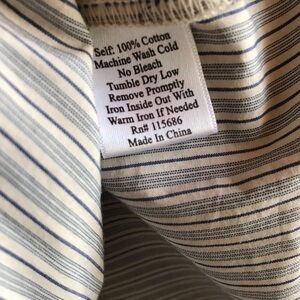 Self: 100% Cotton
Machine Wash Cold
No Bleach
Tumble Dry Low
Remove Promptly
Iron Inside Out With
Warm Iron If Needed
Rn# 115686
Made In China